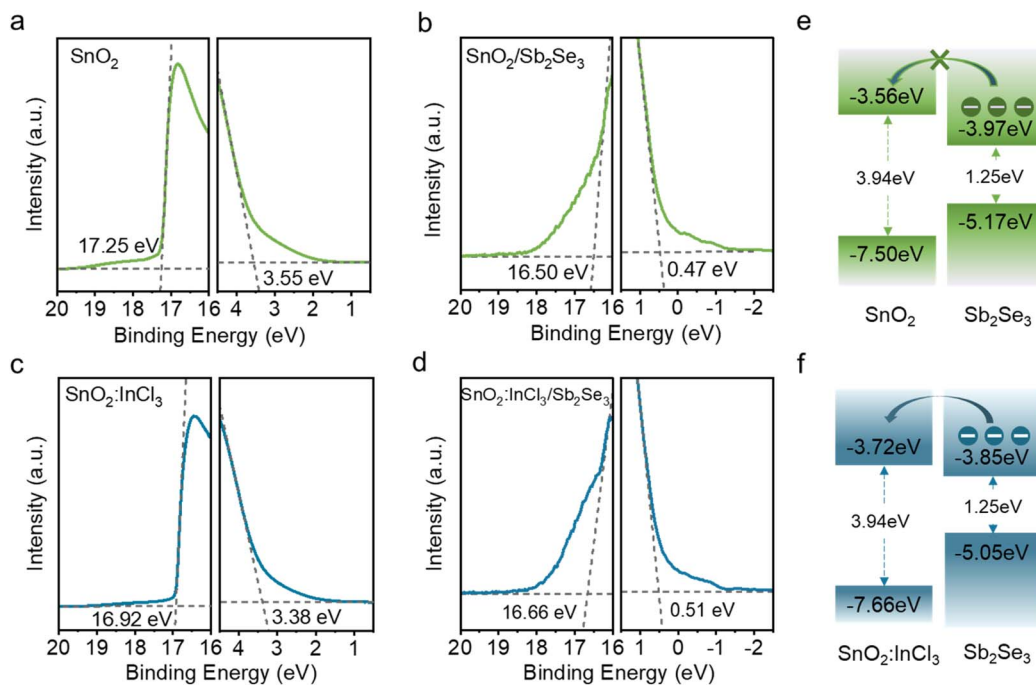 a
SnO₂
Intensity (a.u.)
17.25 eV
3.55 eV
20 19 18 17 16 4 3 2 1
Binding Energy (eV)
b
SnO₂/Sb₂Se₃
Intensity (a.u.)
16.50 eV
0.47 eV
20 19 18 17 16 1 0 -1 -2
Binding Energy (eV)
e
-3.56eV
-3.97eV
3.94eV
1.25eV
-5.17eV
-7.50eV
SnO₂ Sb₂Se₃
c
SnO₂:InCl₃
Intensity (a.u.)
16.92 eV
3.38 eV
20 19 18 17 16 4 3 2 1
Binding Energy (eV)
d
SnO₂:InCl₃/Sb₂Se₃
Intensity (a.u.)
16.66 eV
0.51 eV
20 19 18 17 16 1 0 -1 -2
Binding Energy (eV)
f
-3.72eV
-3.85eV
3.94eV
1.25eV
-5.05eV
-7.66eV
SnO₂:InCl₃ Sb₂Se₃